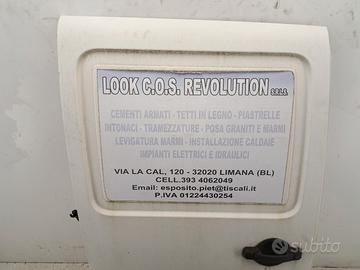 LOOK C.O.S. REVOLUTION S.R.L.S.
CEMENTI ARMATI - TETTI IN LEGNO - PIASTRELLE
INTONACI - TRAMEZZATURE - POSA GRANITI E MARMI
LEVIGATURA MARMI - INSTALLAZIONE CALDAIE
IMPIANTI ELETTRICI E IDRAULICI
VIA LA CAL, 120 - 32020 LIMANA (BL)
CELL.393 4062049
Email: esposito.piet@tiscali.it
P.IVA 01224430254
subito